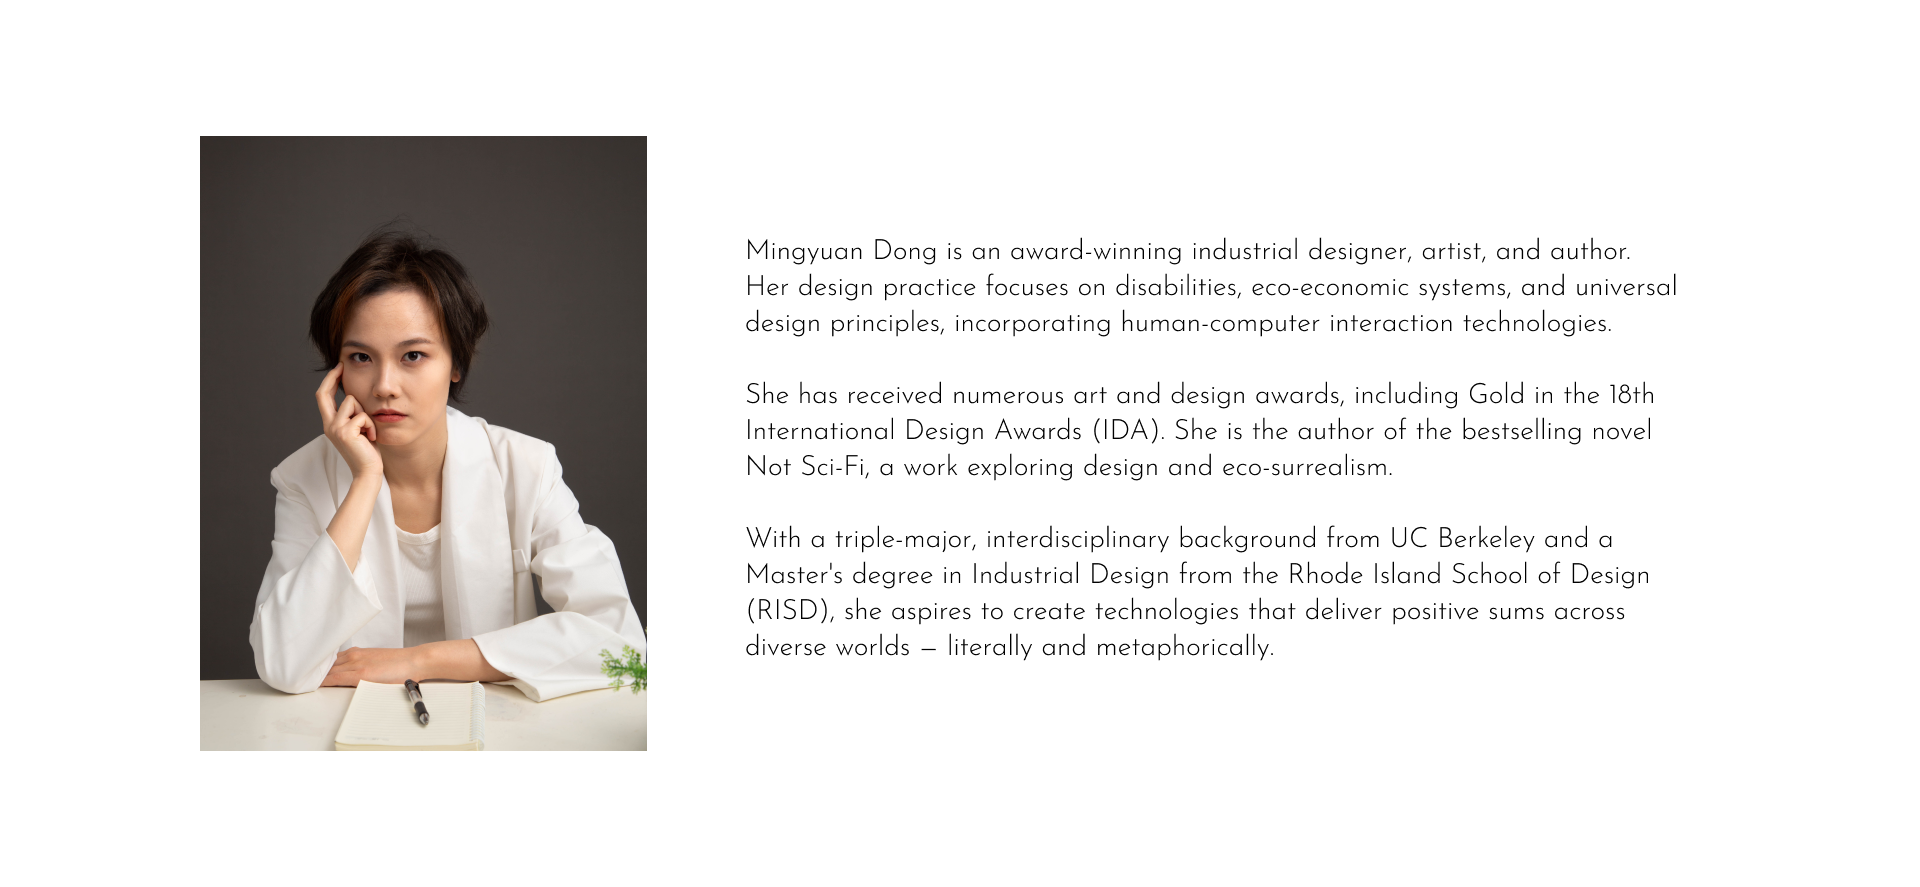 Mingyuan Dong is an award-winning industrial designer, artist, and author.
Her design practice focuses on disabilities, eco-economic systems, and universal
design principles, incorporating human-computer interaction technologies.
She has received numerous art and design awards, including Gold in the 18th
International Design Awards (IDA). She is the author of the bestselling novel
Not Sci-Fi, a work exploring design and eco-surrealism.
With a triple-major, interdisciplinary background from UC Berkeley and a
Master's degree in Industrial Design from the Rhode Island School of Design
(RISD), she aspires to create technologies that deliver positive sums across
diverse worlds — literally and metaphorically.